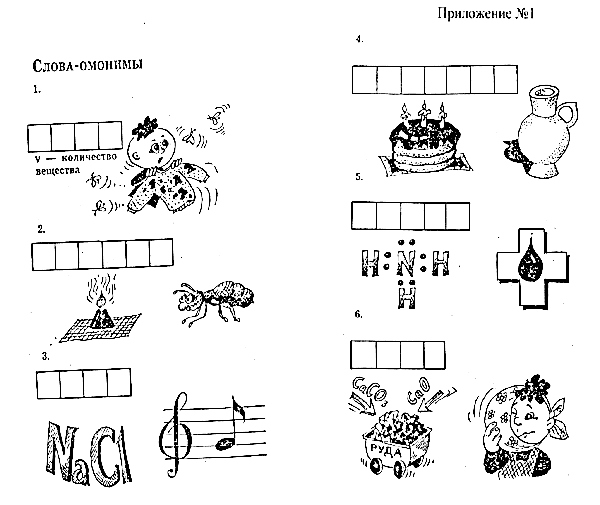 Приложение №1
Слова-омонимы
1.
ν — количество
вещества
2.
3.
NaCl
4.
5.
H : N : H
H
6.
CaCO₃ CaO
РУДА